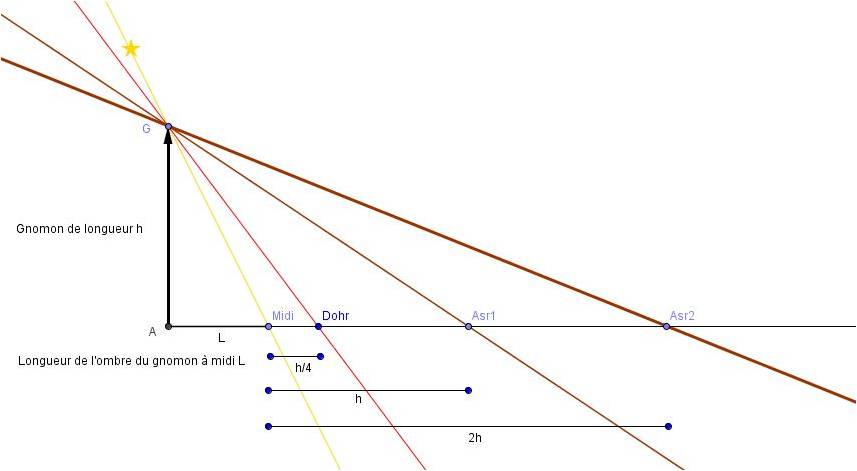 G
Gnomon de longueur h
Midi
Dohr
Asr1
Asr2
A
L
Longueur de l'ombre du gnomon à midi L
h/4
h
2h